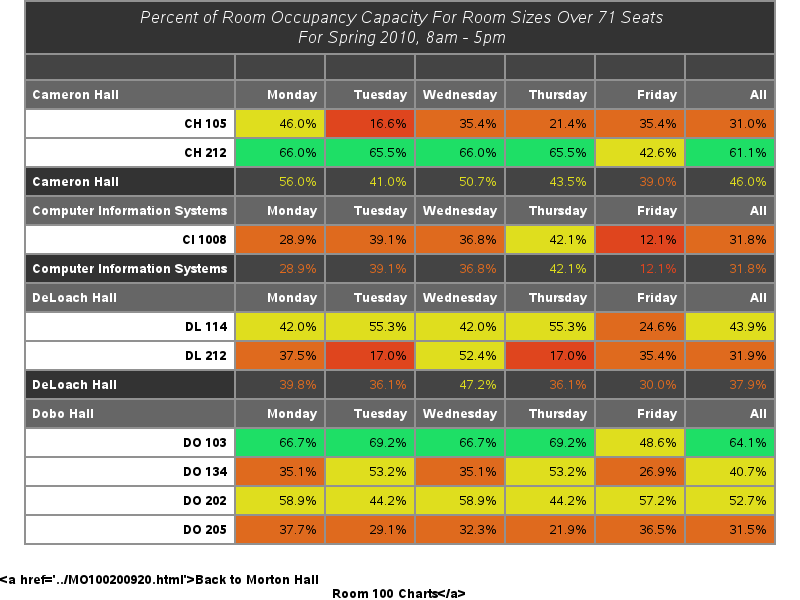 Percent of Room Occupancy Capacity For Room Sizes Over 71 Seats
For Spring 2010, 8am - 5pm
Cameron Hall Monday Tuesday Wednesday Thursday Friday All
CH 105 46.0% 16.6% 35.4% 21.4% 35.4% 31.0%
CH 212 66.0% 65.5% 66.0% 65.5% 42.6% 61.1%
Cameron Hall 56.0% 41.0% 50.7% 43.5% 39.0% 46.0%
Computer Information Systems Monday Tuesday Wednesday Thursday Friday All
CI 1008 28.9% 39.1% 36.8% 42.1% 12.1% 31.8%
Computer Information Systems 28.9% 39.1% 36.8% 42.1% 12.1% 31.8%
DeLoach Hall Monday Tuesday Wednesday Thursday Friday All
DL 114 42.0% 55.3% 42.0% 55.3% 24.6% 43.9%
DL 212 37.5% 17.0% 52.4% 17.0% 35.4% 31.9%
DeLoach Hall 39.8% 36.1% 47.2% 36.1% 30.0% 37.9%
Dobo Hall Monday Tuesday Wednesday Thursday Friday All
DO 103 66.7% 69.2% 66.7% 69.2% 48.6% 64.1%
DO 134 35.1% 53.2% 35.1% 53.2% 26.9% 40.7%
DO 202 58.9% 44.2% 58.9% 44.2% 57.2% 52.7%
DO 205 37.7% 29.1% 32.3% 21.9% 36.5% 31.5%
<a href='../MO100200920.html'>Back to Morton Hall
Room 100 Charts</a>